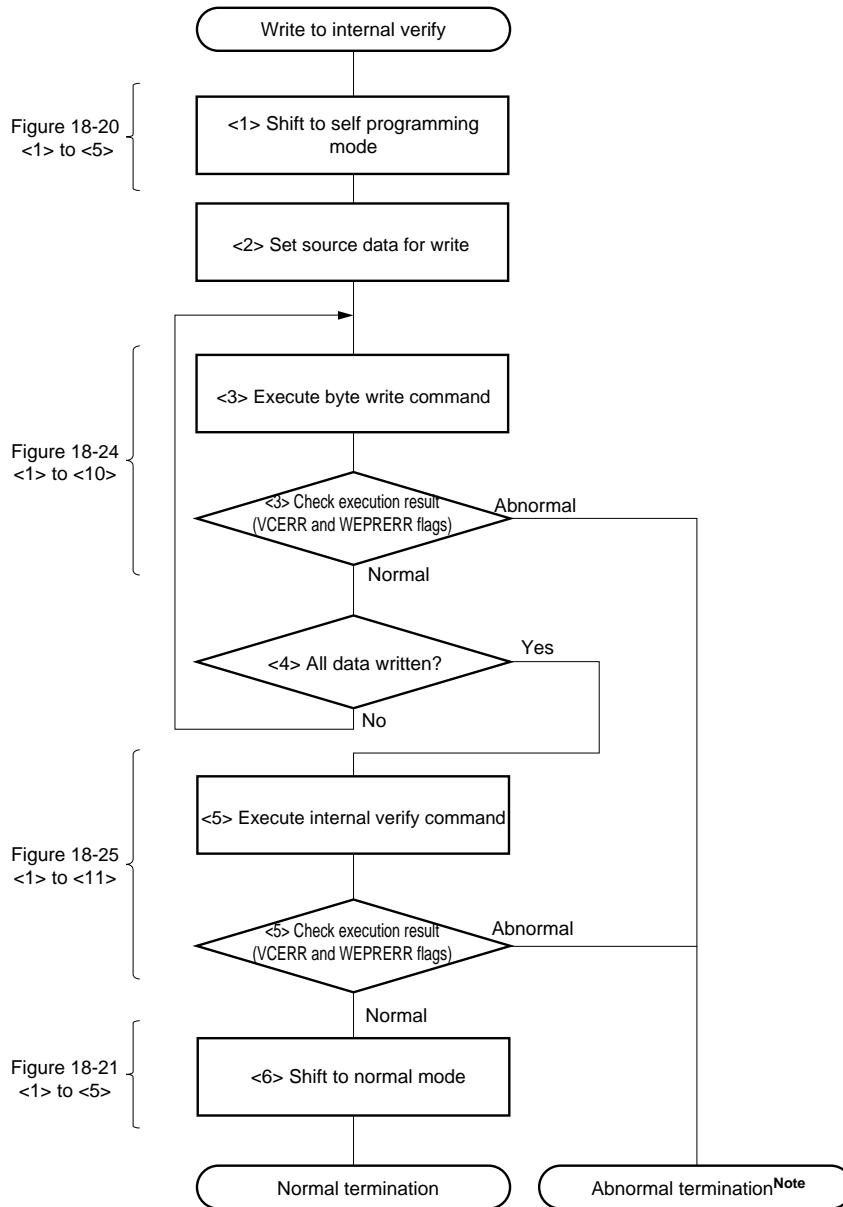 Write to internal verify
Figure 18-20
<1> to <5>
<1> Shift to self programming
mode
<2> Set source data for write
Figure 18-24
<1> to <10>
<3> Execute byte write command
<3> Check execution result
(VCERR and WEPRERR flags)
Abnormal
Normal
<4> All data written?
Yes
No
Figure 18-25
<1> to <11>
<5> Execute internal verify command
<5> Check execution result
(VCERR and WEPRERR flags)
Abnormal
Normal
Figure 18-21
<1> to <5>
<6> Shift to normal mode
Normal termination
Abnormal termination Note